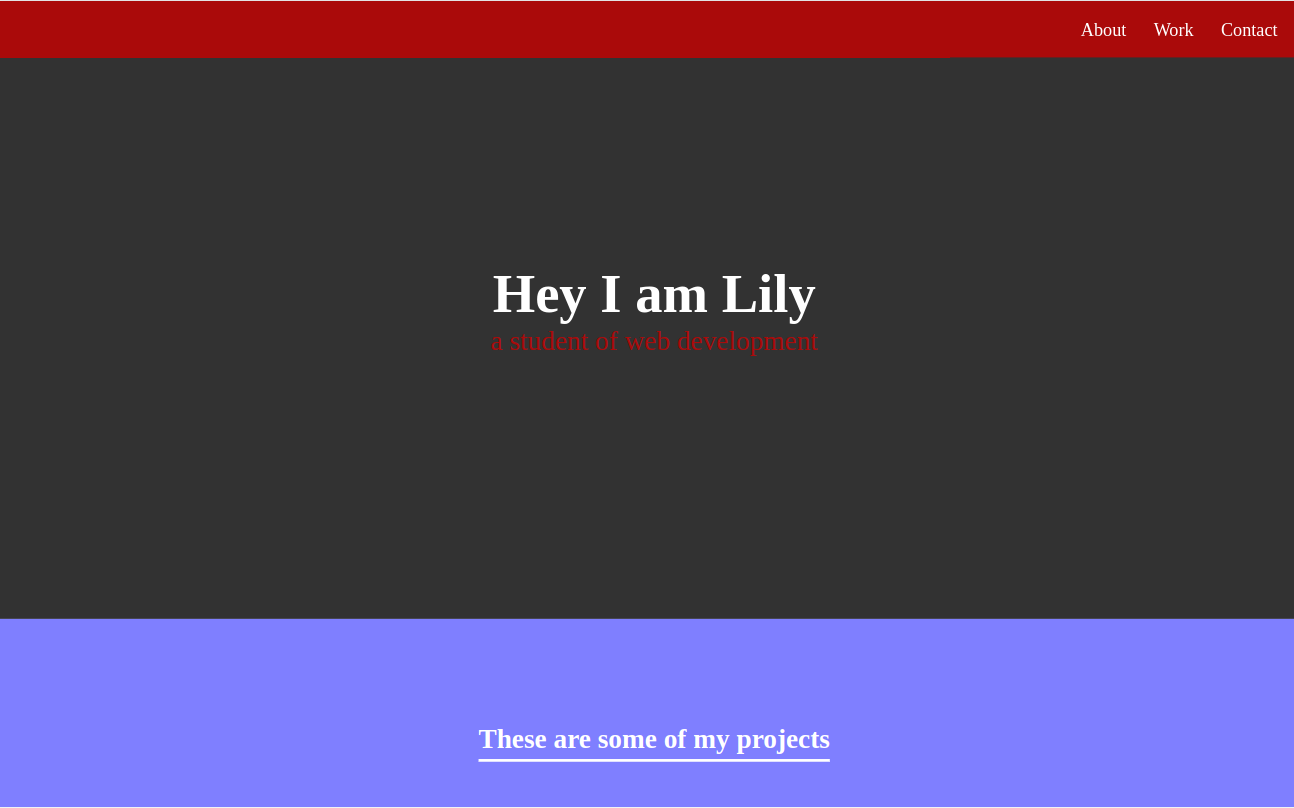 About Work Contact
Hey I am Lily
a student of web development
These are some of my projects